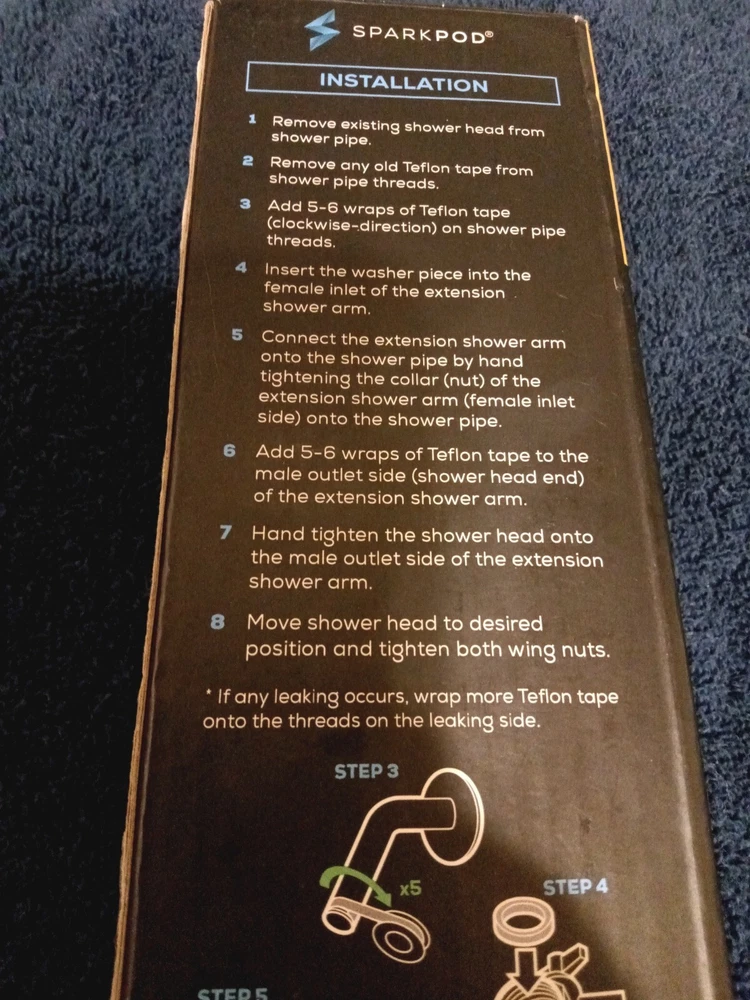 SPARKPOD®
INSTALLATION
1 Remove existing shower head from
shower pipe.
2 Remove any old Teflon tape from
shower pipe threads.
3 Add 5-6 wraps of Teflon tape
(clockwise-direction) on shower pipe
threads.
4 Insert the washer piece into the
female inlet of the extension
shower arm.
5 Connect the extension shower arm
onto the shower pipe by hand
tightening the collar (nut) of the
extension shower arm (female inlet
side) onto the shower pipe.
6 Add 5-6 wraps of Teflon tape to the
male outlet side (shower head end)
of the extension shower arm.
7 Hand tighten the shower head onto
the male outlet side of the extension
shower arm.
8 Move shower head to desired
position and tighten both wing nuts.
* If any leaking occurs, wrap more Teflon tape
onto the threads on the leaking side.
STEP 3
x5
STEP 4
STEP 5